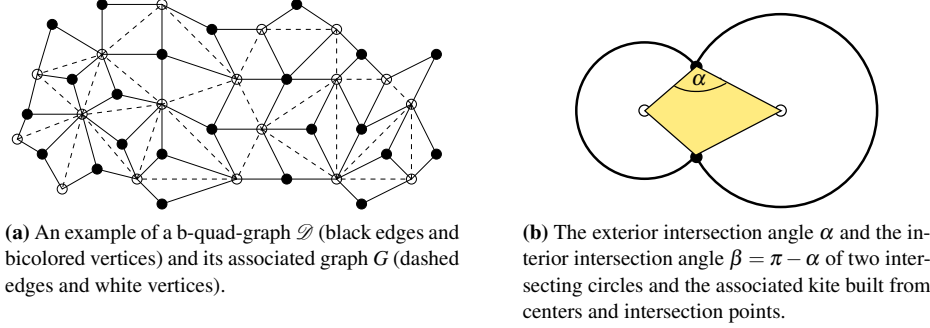 α
(a) An example of a b-quad-graph 𝒟 (black edges and
bicolored vertices) and its associated graph G (dashed
edges and white vertices).
(b) The exterior intersection angle α and the in-
terior intersection angle β = π − α of two inter-
secting circles and the associated kite built from
centers and intersection points.